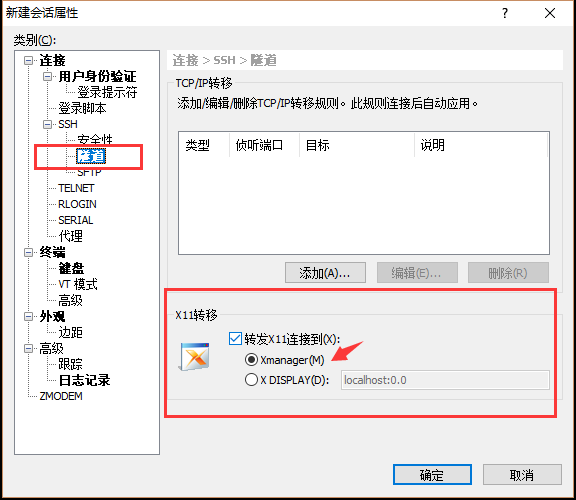 新建会话属性
?
类别(C):
连接
用户身份验证
登录提示符
登录脚本
SSH
安全性
隧道
SFTP
TELNET
RLOGIN
SERIAL
代理
终端
键盘
VT 模式
高级
外观
边距
高级
跟踪
日志记录
ZMODEM
连接 > SSH > 隧道
TCP/IP转移
添加/编辑/删除TCP/IP转移规则。此规则连接后自动应用。
类型 侦听端口 目标 说明
添加(A)... 编辑(E)... 删除(R)
X11转移
转发X11连接到(X):
Xmanager(M)
X DISPLAY(D): localhost:0.0
确定 取消